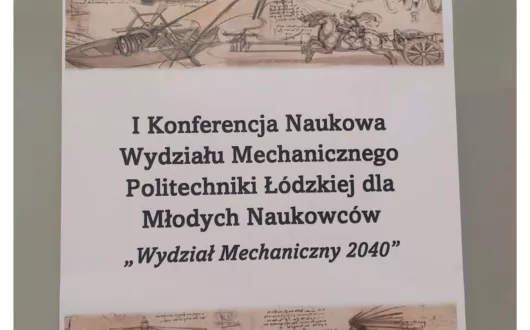 I Konferencja Naukowa
Wydziału Mechanicznego
Politechniki Łódzkiej dla
Młodych Naukowców
„Wydział Mechaniczny 2040”